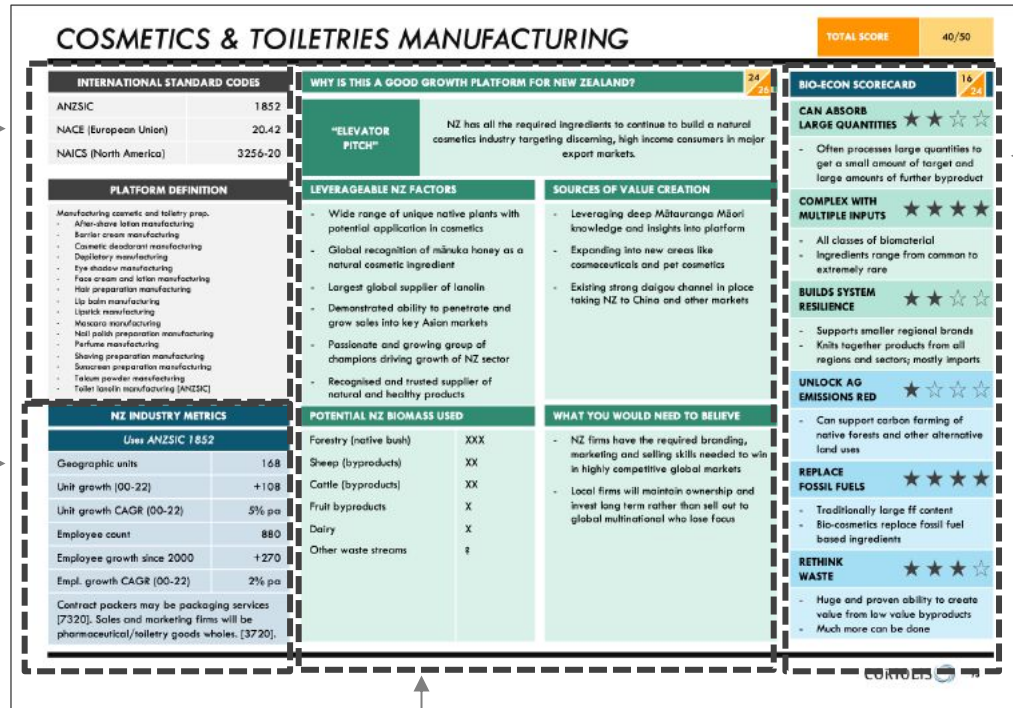 COSMETICS & TOILETRIES MANUFACTURING
TOTAL SCORE 40/50
INTERNATIONAL STANDARD CODES
ANZSIC 1852
NACE (European Union) 20.42
NAICS (North America) 3256-20
PLATFORM DEFINITION
Manufacturing cosmetic and toiletry prep.
- After-shave lotion manufacturing
- Barrier cream manufacturing
- Cosmetic deodorant manufacturing
- Depilatory manufacturing
- Eye shadow manufacturing
- Face cream and lotion manufacturing
- Hair preparation manufacturing
- Lip balm manufacturing
- Lipstick manufacturing
- Mascara manufacturing
- Nail polish preparation manufacturing
- Perfume manufacturing
- Shaving preparation manufacturing
- Sunscreen preparation manufacturing
- Talcum powder manufacturing
- Toilet lanolin manufacturing [ANZSIC]
NZ INDUSTRY METRICS
Uses ANZSIC 1852
Geographic units 168
Unit growth (00-22) +108
Unit growth CAGR (00-22) 5% pa
Employee count 880
Employee growth since 2000 +270
Empl. growth CAGR (00-22) 2% pa
Contract packers may be packaging services
[7320]. Sales and marketing firms will be
pharmaceutical/toiletry goods wholes. [3720].
WHY IS THIS A GOOD GROWTH PLATFORM FOR NEW ZEALAND?
24
26
"ELEVATOR
PITCH"
NZ has all the required ingredients to continue to build a natural
cosmetics industry targeting discerning, high income consumers in major
export markets.
LEVERAGEABLE NZ FACTORS
- Wide range of unique native plants with
potential application in cosmetics
- Global recognition of mānuka honey as a
natural cosmetic ingredient
- Largest global supplier of lanolin
- Demonstrated ability to penetrate and
grow sales into key Asian markets
- Passionate and growing group of
champions driving growth of NZ sector
- Recognised and trusted supplier of
natural and healthy products
SOURCES OF VALUE CREATION
- Leveraging deep Mātauranga Māori
knowledge and insights into platform
- Expanding into new areas like
cosmeceuticals and pet cosmetics
- Existing strong daigou channel in place
taking NZ to China and other markets
POTENTIAL NZ BIOMASS USED
Forestry (native bush) XXX
Sheep (byproducts) XX
Cattle (byproducts) XX
Fruit byproducts X
Dairy X
Other waste streams ?
WHAT YOU WOULD NEED TO BELIEVE
- NZ firms have the required branding,
marketing and selling skills needed to win
in highly competitive global markets
- Local firms will maintain ownership and
invest long term rather than sell out to
global multinational who lose focus
BIO-ECON SCORECARD
16
24
CAN ABSORB
LARGE QUANTITIES ★★☆☆
- Often processes large quantities to
get a small amount of target and
large amounts of further byproduct
COMPLEX WITH
MULTIPLE INPUTS ★★★★
- All classes of biomaterial
- Ingredients range from common to
extremely rare
BUILDS SYSTEM
RESILIENCE ★★☆☆
- Supports smaller regional brands
- Knits together products from all
regions and sectors; mostly imports
UNLOCK AG
EMISSIONS RED ★☆☆☆
- Can support carbon farming of
native forests and other alternative
land uses
REPLACE
FOSSIL FUELS ★★★★
- Traditionally large ff content
- Bio-cosmetics replace fossil fuel
based ingredients
RETHINK
WASTE ★★★☆
- Huge and proven ability to create
value from low value byproducts
- Much more can be done
CORIOLIS